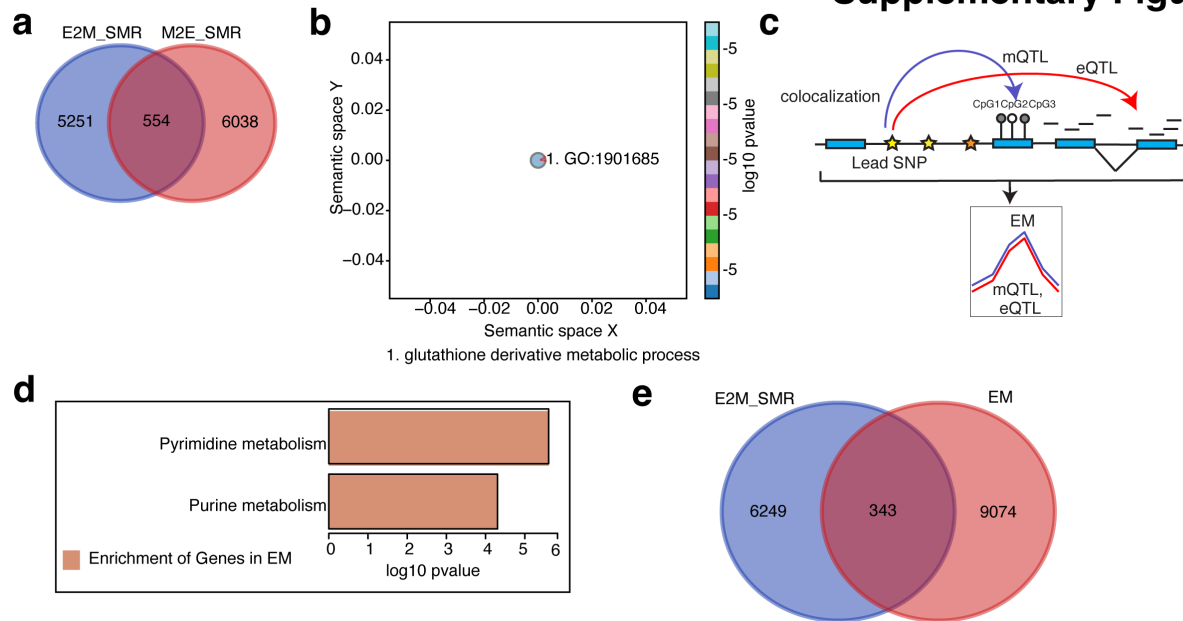 Supplementary Figu
a
E2M_SMR M2E_SMR
5251 554 6038
b
Semantic space Y
0.04
0.02
0.00
−0.02
−0.04
1. GO:1901685
−0.04 −0.02 0.00 0.02 0.04
Semantic space X
1. glutathione derivative metabolic process
-5
-5
-5
-5
-5
log10 pvalue
c
mQTL
eQTL
colocalization
CpG1CpG2CpG3
Lead SNP
EM
mQTL,
eQTL
d
Pyrimidine metabolism
Purine metabolism
0 1 2 3 4 5 6
log10 pvalue
Enrichment of Genes in EM
e
E2M_SMR EM
6249 343 9074